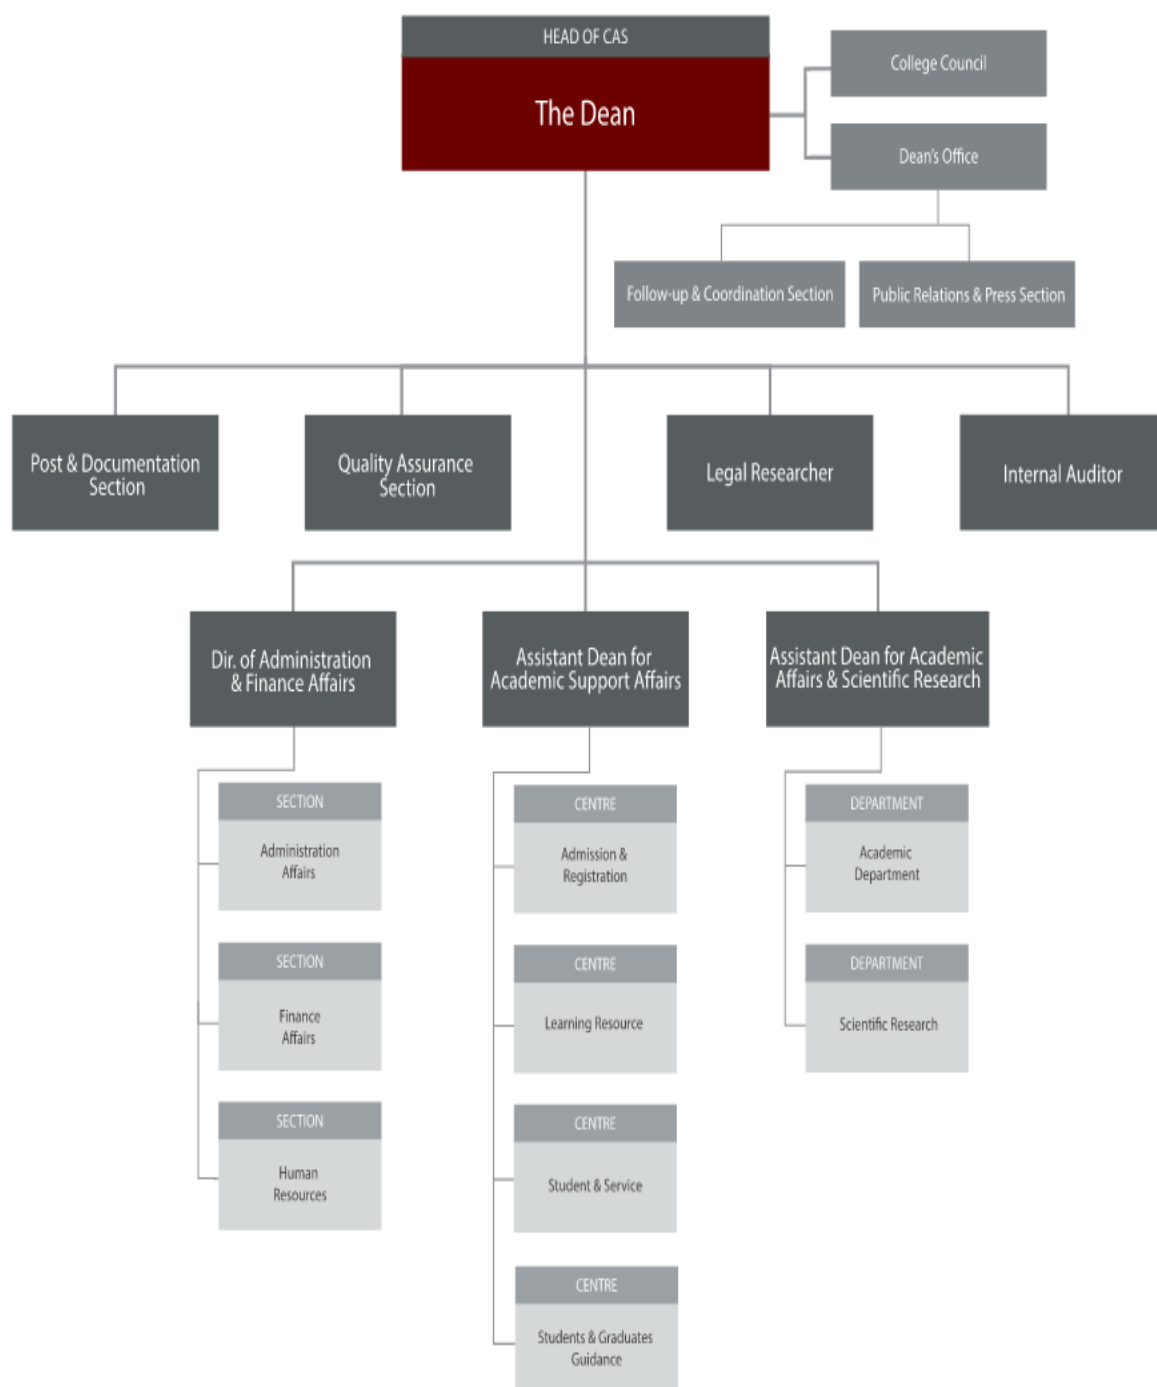 HEAD OF CAS
The Dean
College Council
Dean's Office
Follow-up & Coordination Section
Public Relations & Press Section
Post & Documentation
Section
Quality Assurance
Section
Legal Researcher
Internal Auditor
Dir. of Administration
& Finance Affairs
Assistant Dean for
Academic Support Affairs
Assistant Dean for Academic
Affairs & Scientific Research
SECTION
Administration
Affairs
SECTION
Finance
Affairs
SECTION
Human
Resources
CENTRE
Admission &
Registration
CENTRE
Learning Resource
CENTRE
Student & Service
CENTRE
Students & Graduates
Guidance
DEPARTMENT
Academic
Department
DEPARTMENT
Scientific Research